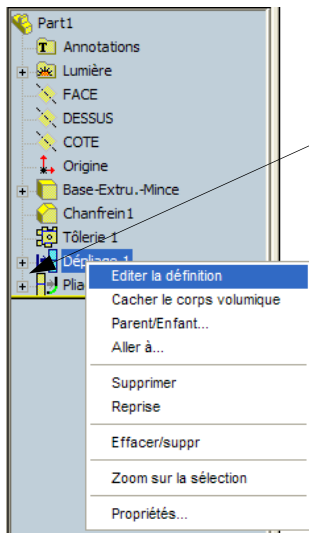 Part1
Annotations
Lumière
FACE
DESSUS
COTE
Origine
Base-Extru.-Mince
Chanfrein1
Tôlerie 1
Dépliage 1
Plia
Editer la définition
Cacher le corps volumique
Parent/Enfant...
Aller à...
Supprimer
Reprise
Effacer/suppr
Zoom sur la sélection
Propriétés...